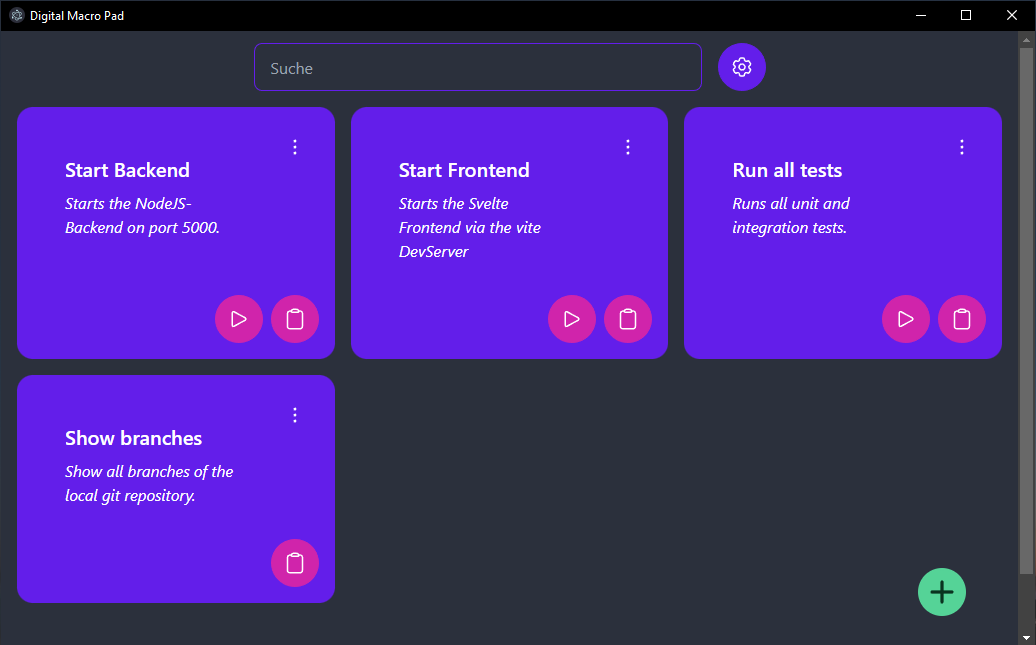 Digital Macro Pad
Suche
Start Backend
Starts the NodeJS-
Backend on port 5000.
Start Frontend
Starts the Svelte
Frontend via the vite
DevServer
Run all tests
Runs all unit and
integration tests.
Show branches
Show all branches of the
local git repository.